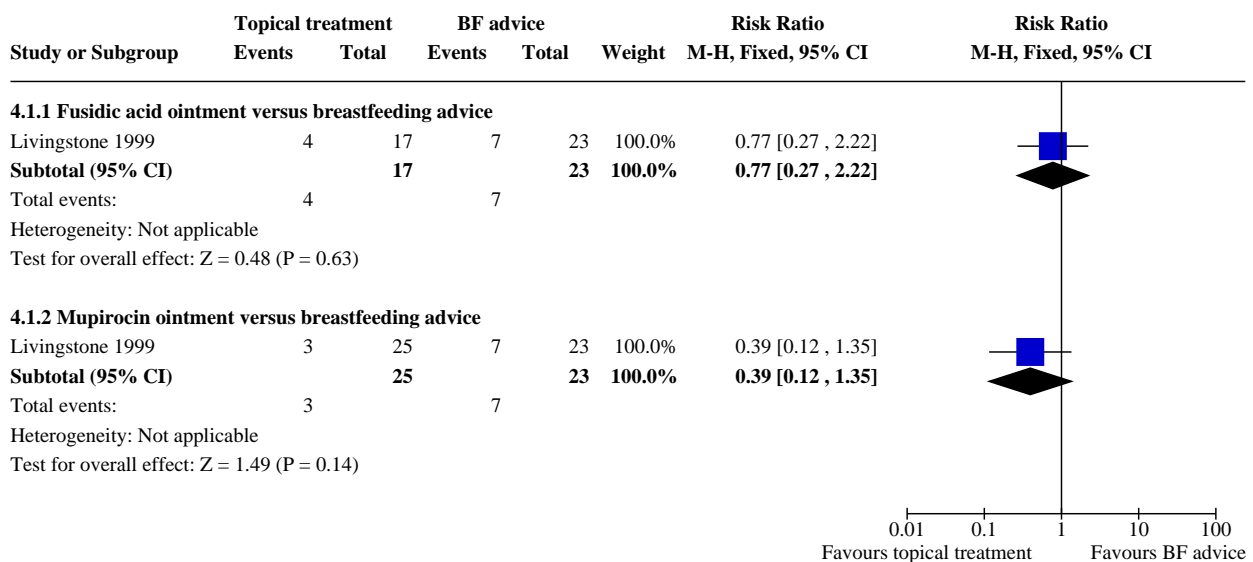 Topical treatment BF advice Risk Ratio Risk Ratio
Study or Subgroup Events Total Events Total Weight M-H, Fixed, 95% CI M-H, Fixed, 95% CI
4.1.1 Fusidic acid ointment versus breastfeeding advice
Livingstone 1999 4 17 7 23 100.0% 0.77 [0.27 , 2.22]
Subtotal (95% CI) 17 23 100.0% 0.77 [0.27 , 2.22]
Total events: 4 7
Heterogeneity: Not applicable
Test for overall effect: Z = 0.48 (P = 0.63)
4.1.2 Mupirocin ointment versus breastfeeding advice
Livingstone 1999 3 25 7 23 100.0% 0.39 [0.12 , 1.35]
Subtotal (95% CI) 25 23 100.0% 0.39 [0.12 , 1.35]
Total events: 3 7
Heterogeneity: Not applicable
Test for overall effect: Z = 1.49 (P = 0.14)
0.01 0.1 1 10 100
Favours topical treatment Favours BF advice